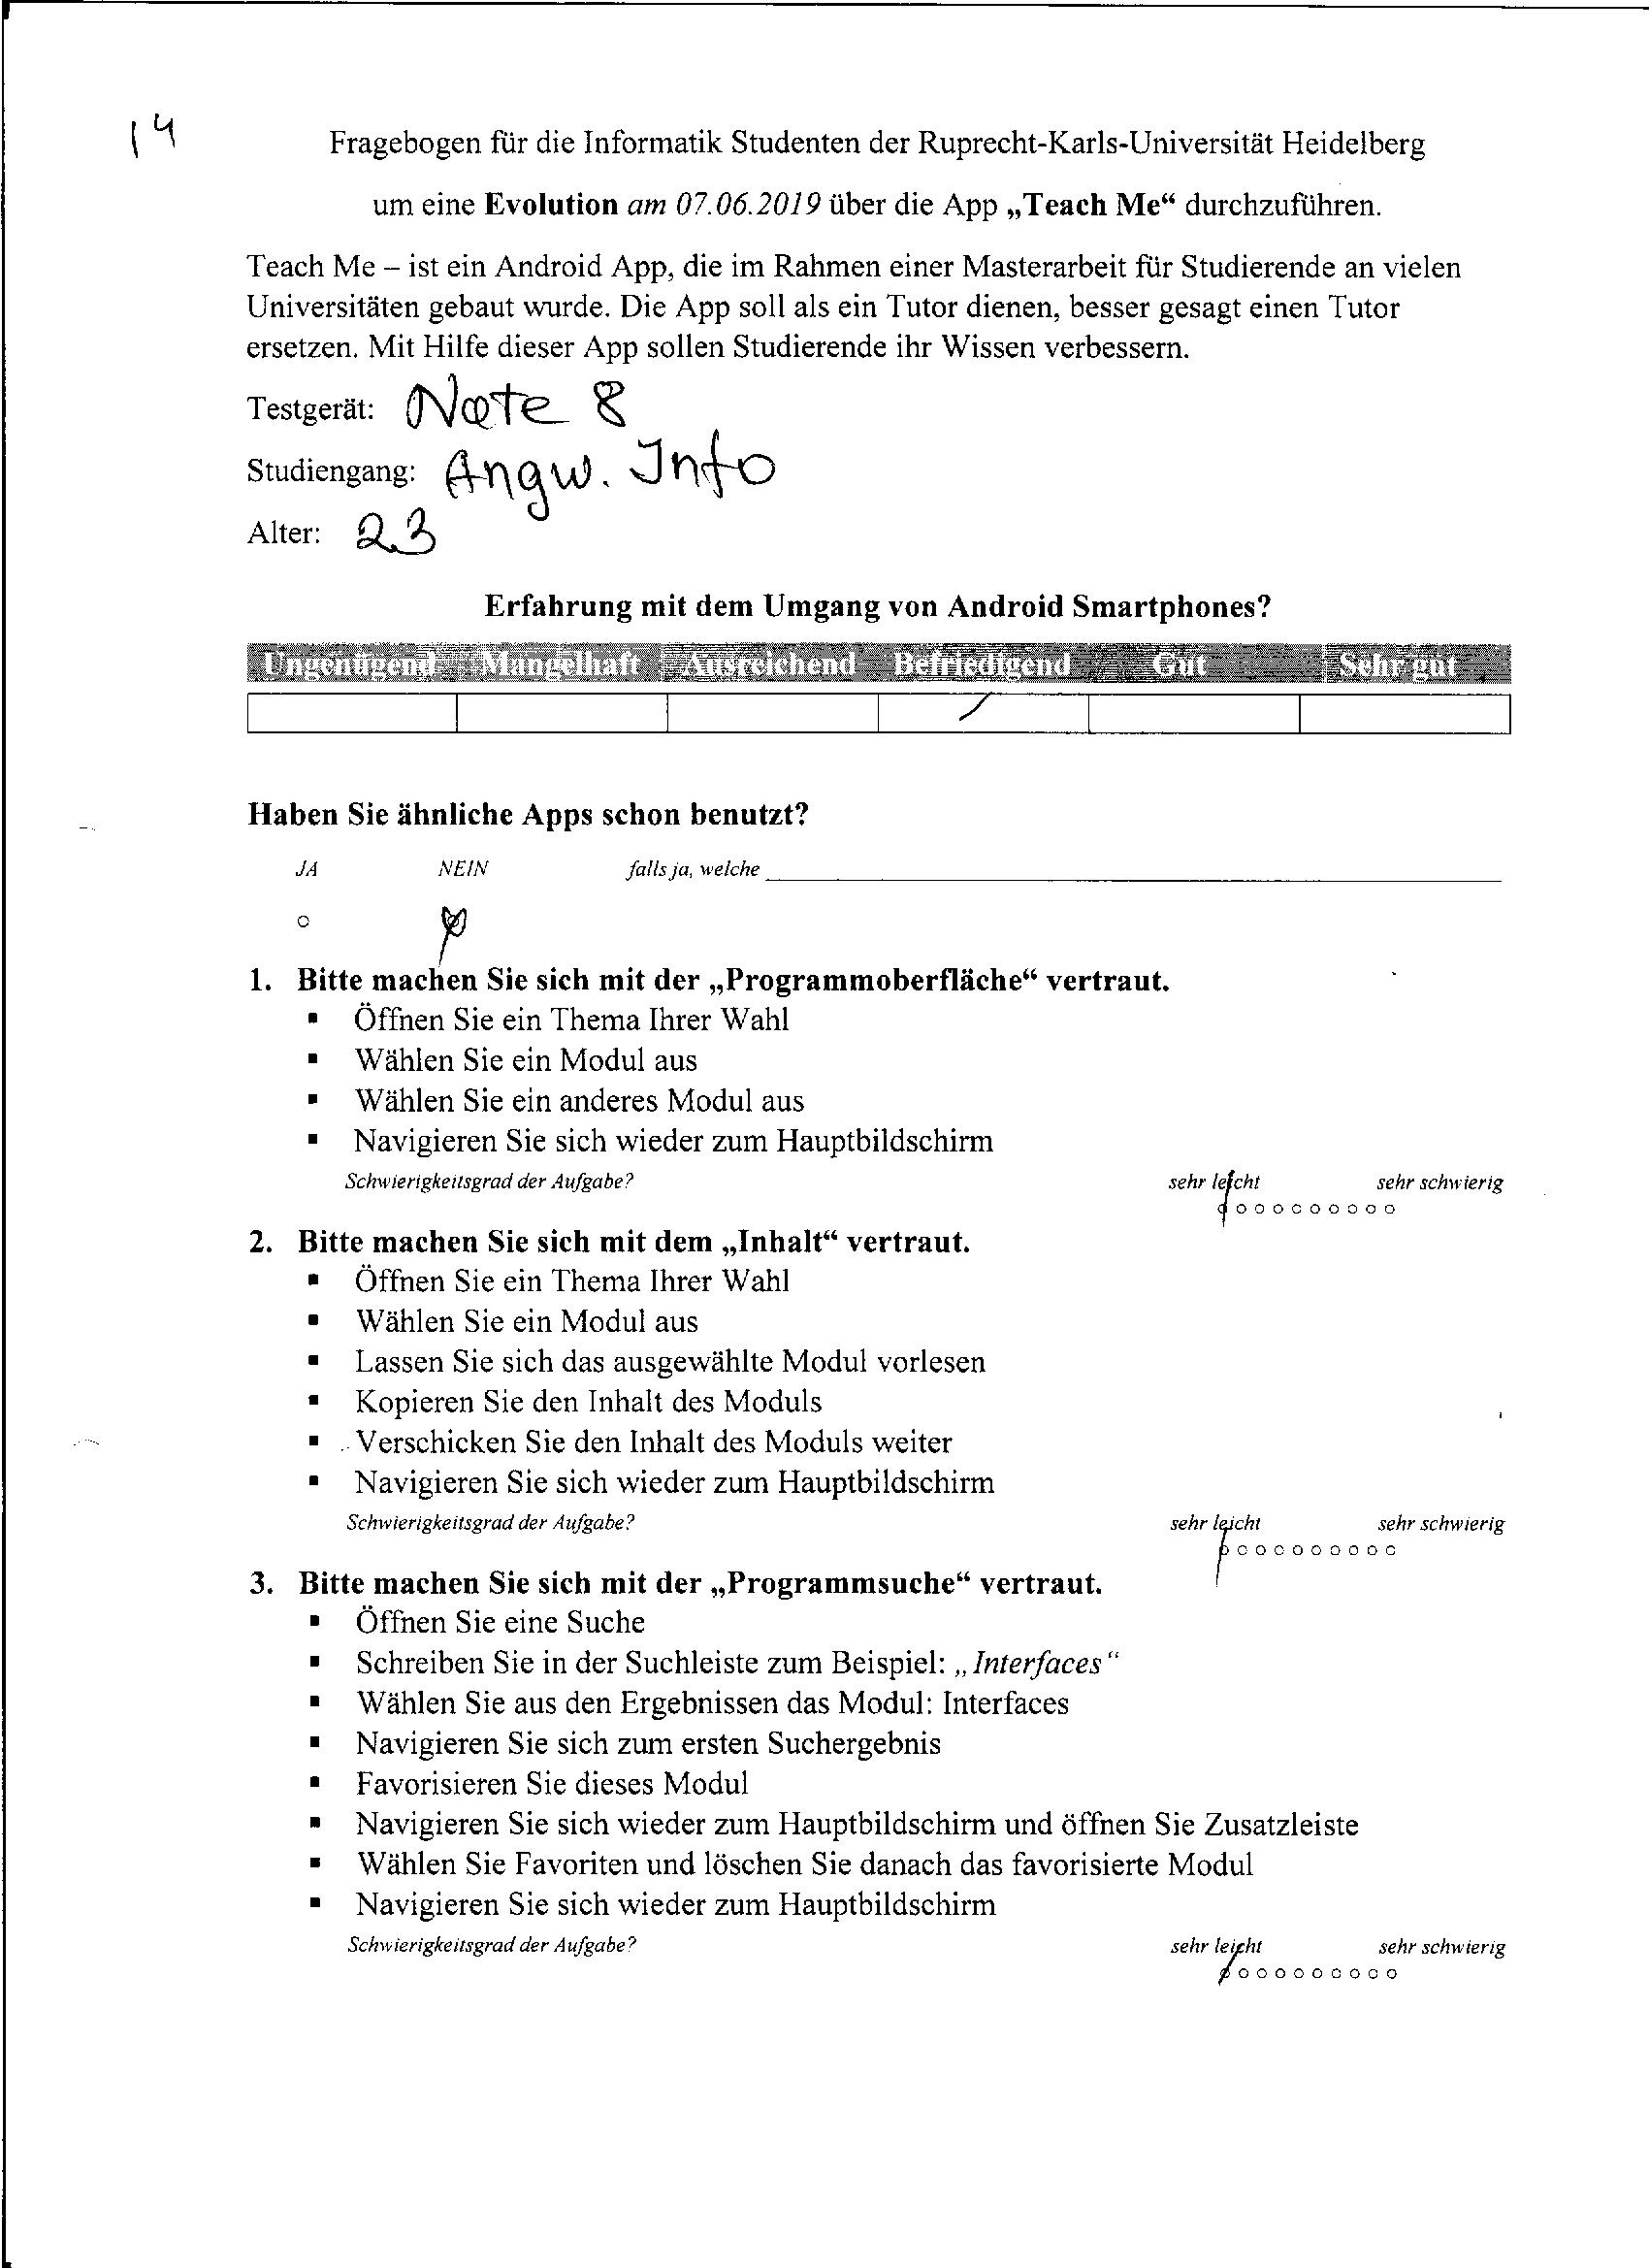 14
Fragebogen für die Informatik Studenten der Ruprecht-Karls-Universität Heidelberg
um eine Evolution am 07.06.2019 über die App „Teach Me“ durchzuführen.
Teach Me – ist ein Android App, die im Rahmen einer Masterarbeit für Studierende an vielen
Universitäten gebaut wurde. Die App soll als ein Tutor dienen, besser gesagt einen Tutor
ersetzen. Mit Hilfe dieser App sollen Studierende ihr Wissen verbessern.
Testgerät: Note 8
Studiengang: Angw. Info
Alter: 23
Erfahrung mit dem Umgang von Android Smartphones?
Ungenügend Mangelhaft Ausreichend Befriedigend Gut Sehr gut
Haben Sie ähnliche Apps schon benutzt?
JA NEIN falls ja, welche
1. Bitte machen Sie sich mit der „Programmoberfläche“ vertraut.
▪ Öffnen Sie ein Thema Ihrer Wahl
▪ Wählen Sie ein Modul aus
▪ Wählen Sie ein anderes Modul aus
▪ Navigieren Sie sich wieder zum Hauptbildschirm
Schwierigkeitsgrad der Aufgabe? sehr leicht sehr schwierig
2. Bitte machen Sie sich mit dem „Inhalt“ vertraut.
▪ Öffnen Sie ein Thema Ihrer Wahl
▪ Wählen Sie ein Modul aus
▪ Lassen Sie sich das ausgewählte Modul vorlesen
▪ Kopieren Sie den Inhalt des Moduls
▪ Verschicken Sie den Inhalt des Moduls weiter
▪ Navigieren Sie sich wieder zum Hauptbildschirm
Schwierigkeitsgrad der Aufgabe? sehr leicht sehr schwierig
3. Bitte machen Sie sich mit der „Programmsuche“ vertraut.
▪ Öffnen Sie eine Suche
▪ Schreiben Sie in der Suchleiste zum Beispiel: „Interfaces“
▪ Wählen Sie aus den Ergebnissen das Modul: Interfaces
▪ Navigieren Sie sich zum ersten Suchergebnis
▪ Favorisieren Sie dieses Modul
▪ Navigieren Sie sich wieder zum Hauptbildschirm und öffnen Sie Zusatzleiste
▪ Wählen Sie Favoriten und löschen Sie danach das favorisierte Modul
▪ Navigieren Sie sich wieder zum Hauptbildschirm
Schwierigkeitsgrad der Aufgabe? sehr leicht sehr schwierig